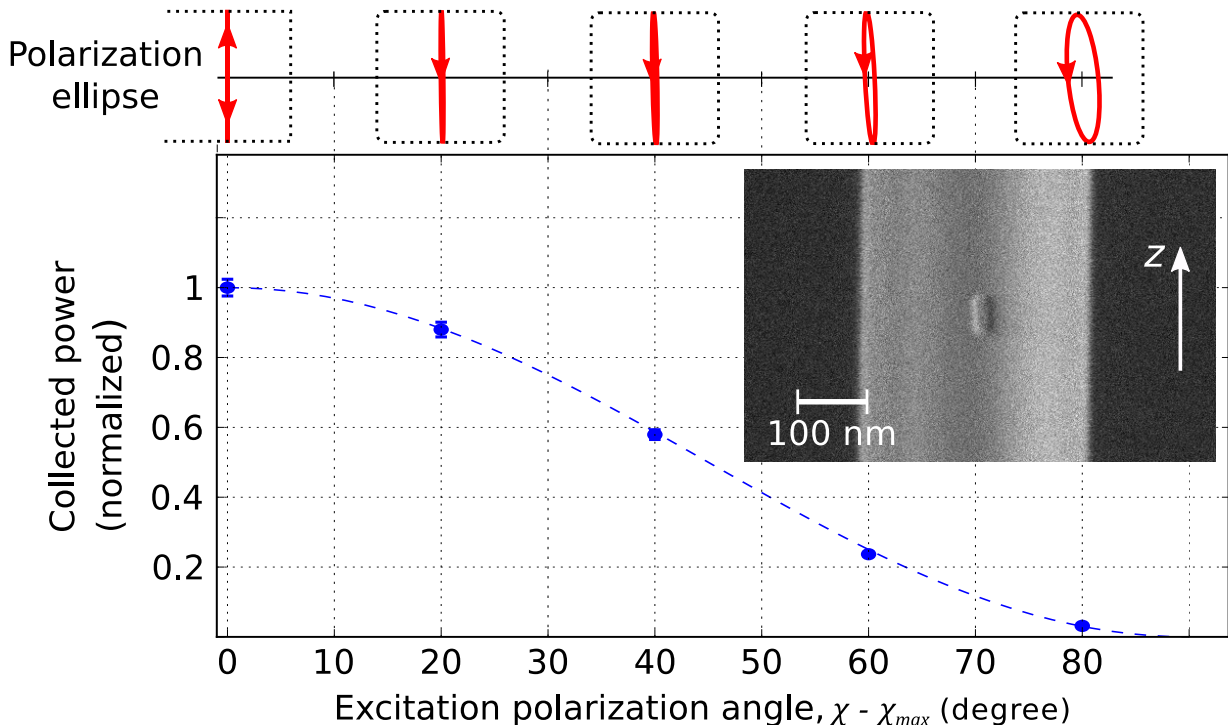 Polarization
ellipse
z
100 nm
Collected power
(normalized)
1
0.8
0.6
0.4
0.2
0 10 20 30 40 50 60 70 80
Excitation polarization angle, χ - χmax (degree)